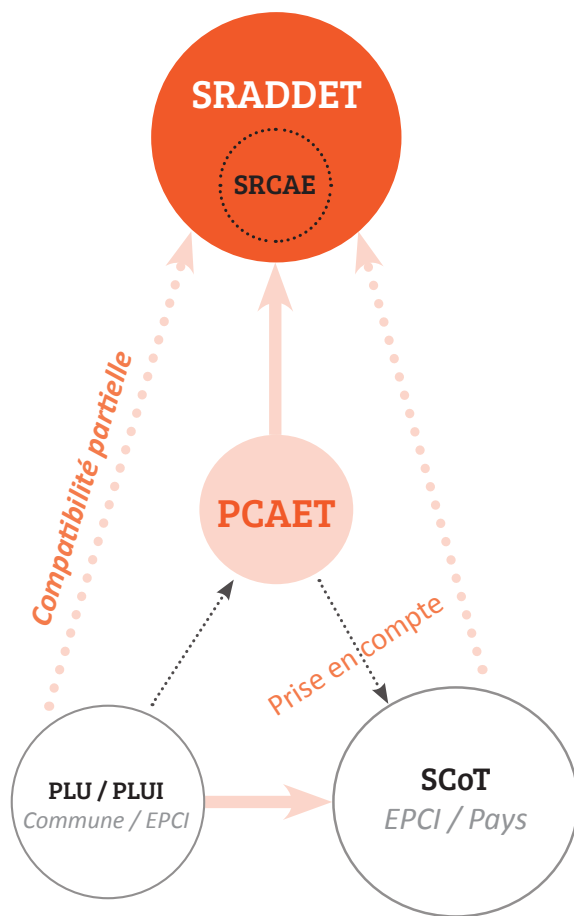 SRADDET
SRCAE
Compatibilité partielle
PCAET
Prise en compte
PLU / PLUI
Commune / EPCI
SCoT
EPCI / Pays